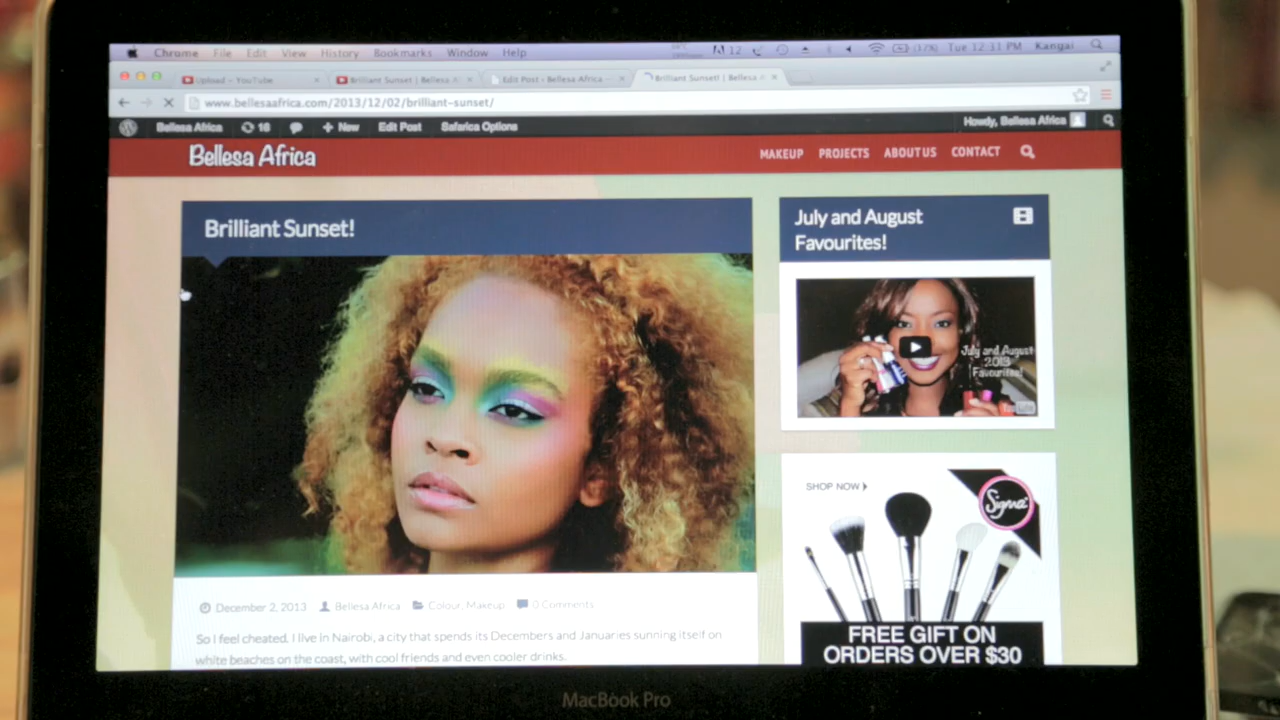 Chrome File Edit View History Bookmarks Window Help
12
Tue 12:31 PM Kangai
Upload - YouTube
Brilliant Sunset | Bellesa A
Edit Post ‹ Bellesa Africa —
Brilliant Sunset! | Bellesa A
www.bellesaafrica.com/2013/12/02/brilliant-sunset/
Bellesa Africa 16 New Edit Post Safarica Options Howdy, Bellesa Africa
Bellesa Africa
MAKEUP PROJECTS ABOUT US CONTACT
Brilliant Sunset!
December 2, 2013 Bellesa Africa Colour, Makeup 0 Comments
So I feel cheated. I live in Nairobi, a city that spends its Decembers and Januaries sunning itself on
white beaches on the coast, with cool friends and even cooler drinks.
July and August
Favourites!
July and August
2013
Favourites!
YouTube
SHOP NOW
Sigma
FREE GIFT ON
ORDERS OVER $30
MacBook Pro